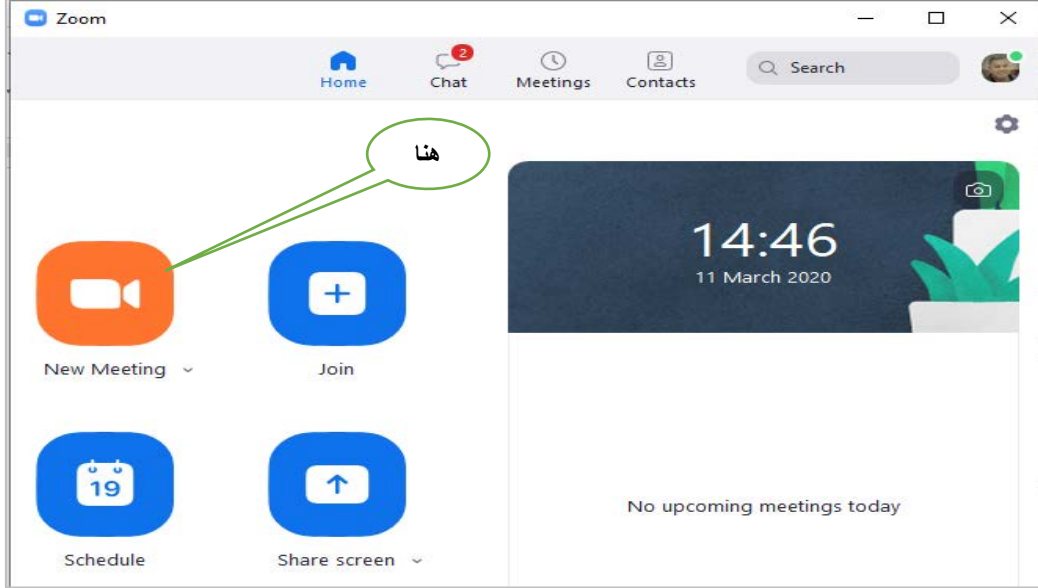 Zoom
2
Home
Chat
Meetings
Contacts
Search
هنا
14:46
11 March 2020
New Meeting
Join
19
Schedule
Share screen
No upcoming meetings today